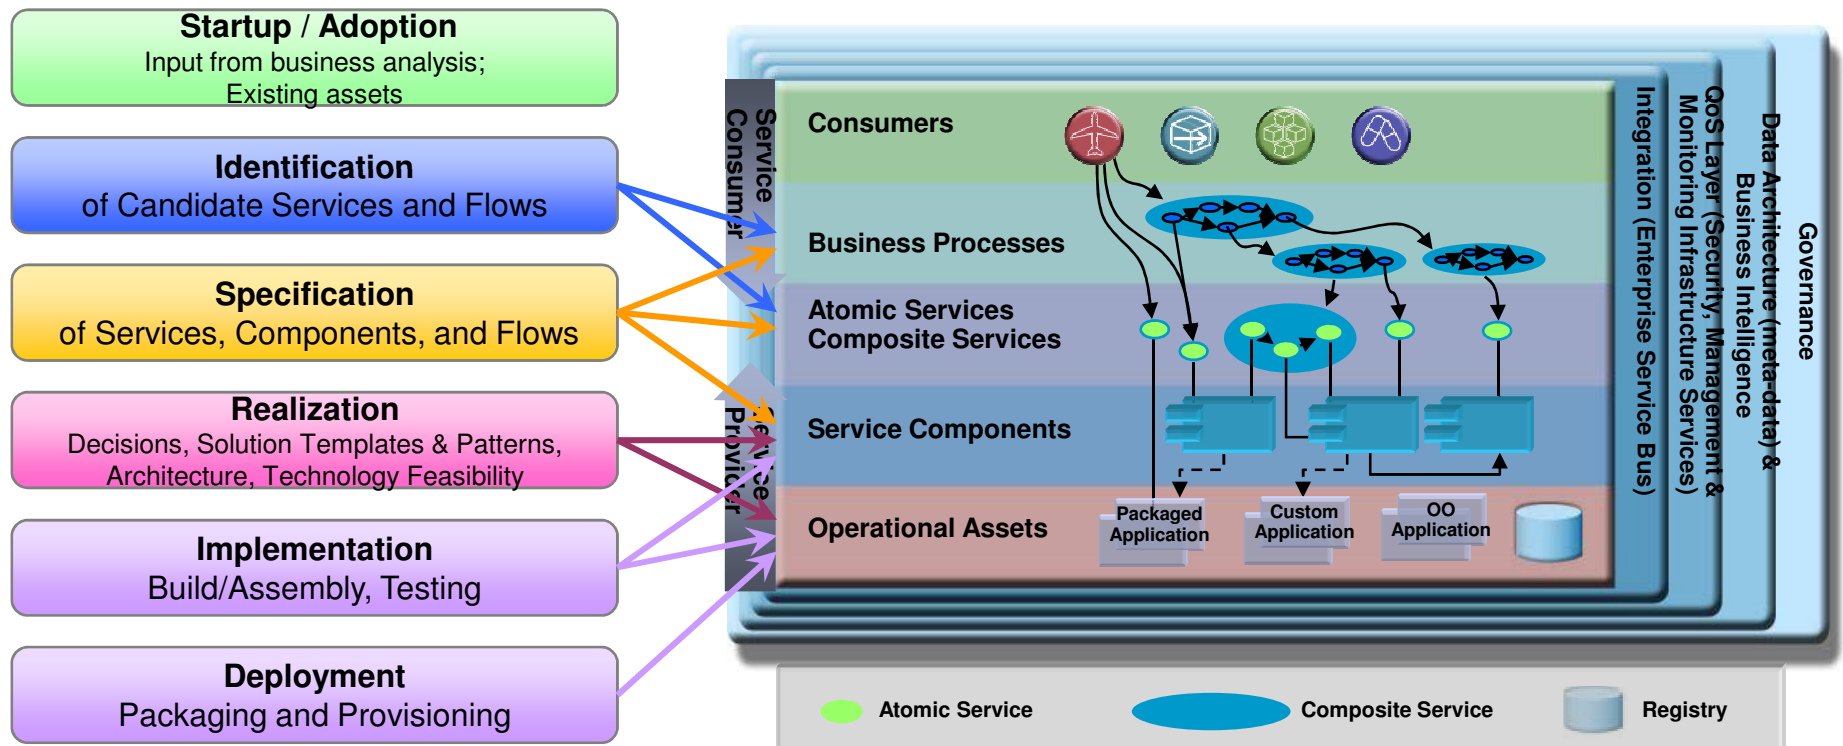 Startup / Adoption
Input from business analysis;
Existing assets
Identification
of Candidate Services and Flows
Specification
of Services, Components, and Flows
Realization
Decisions, Solution Templates & Patterns,
Architecture, Technology Feasibility
Implementation
Build/Assembly, Testing
Deployment
Packaging and Provisioning
Service
Consumer
Service
Provider
Consumers
Business Processes
Atomic Services
Composite Services
Service Components
Operational Assets
Packaged
Application
Custom
Application
OO
Application
Integration (Enterprise Service Bus)
QoS Layer (Security, Management &
Monitoring Infrastructure Services)
Data Architecture (meta-data) &
Business Intelligence
Governance
Atomic Service
Composite Service
Registry